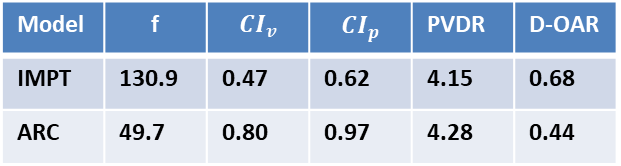 Model f CIv CIp PVDR D-OAR
IMPT 130.9 0.47 0.62 4.15 0.68
ARC 49.7 0.80 0.97 4.28 0.44